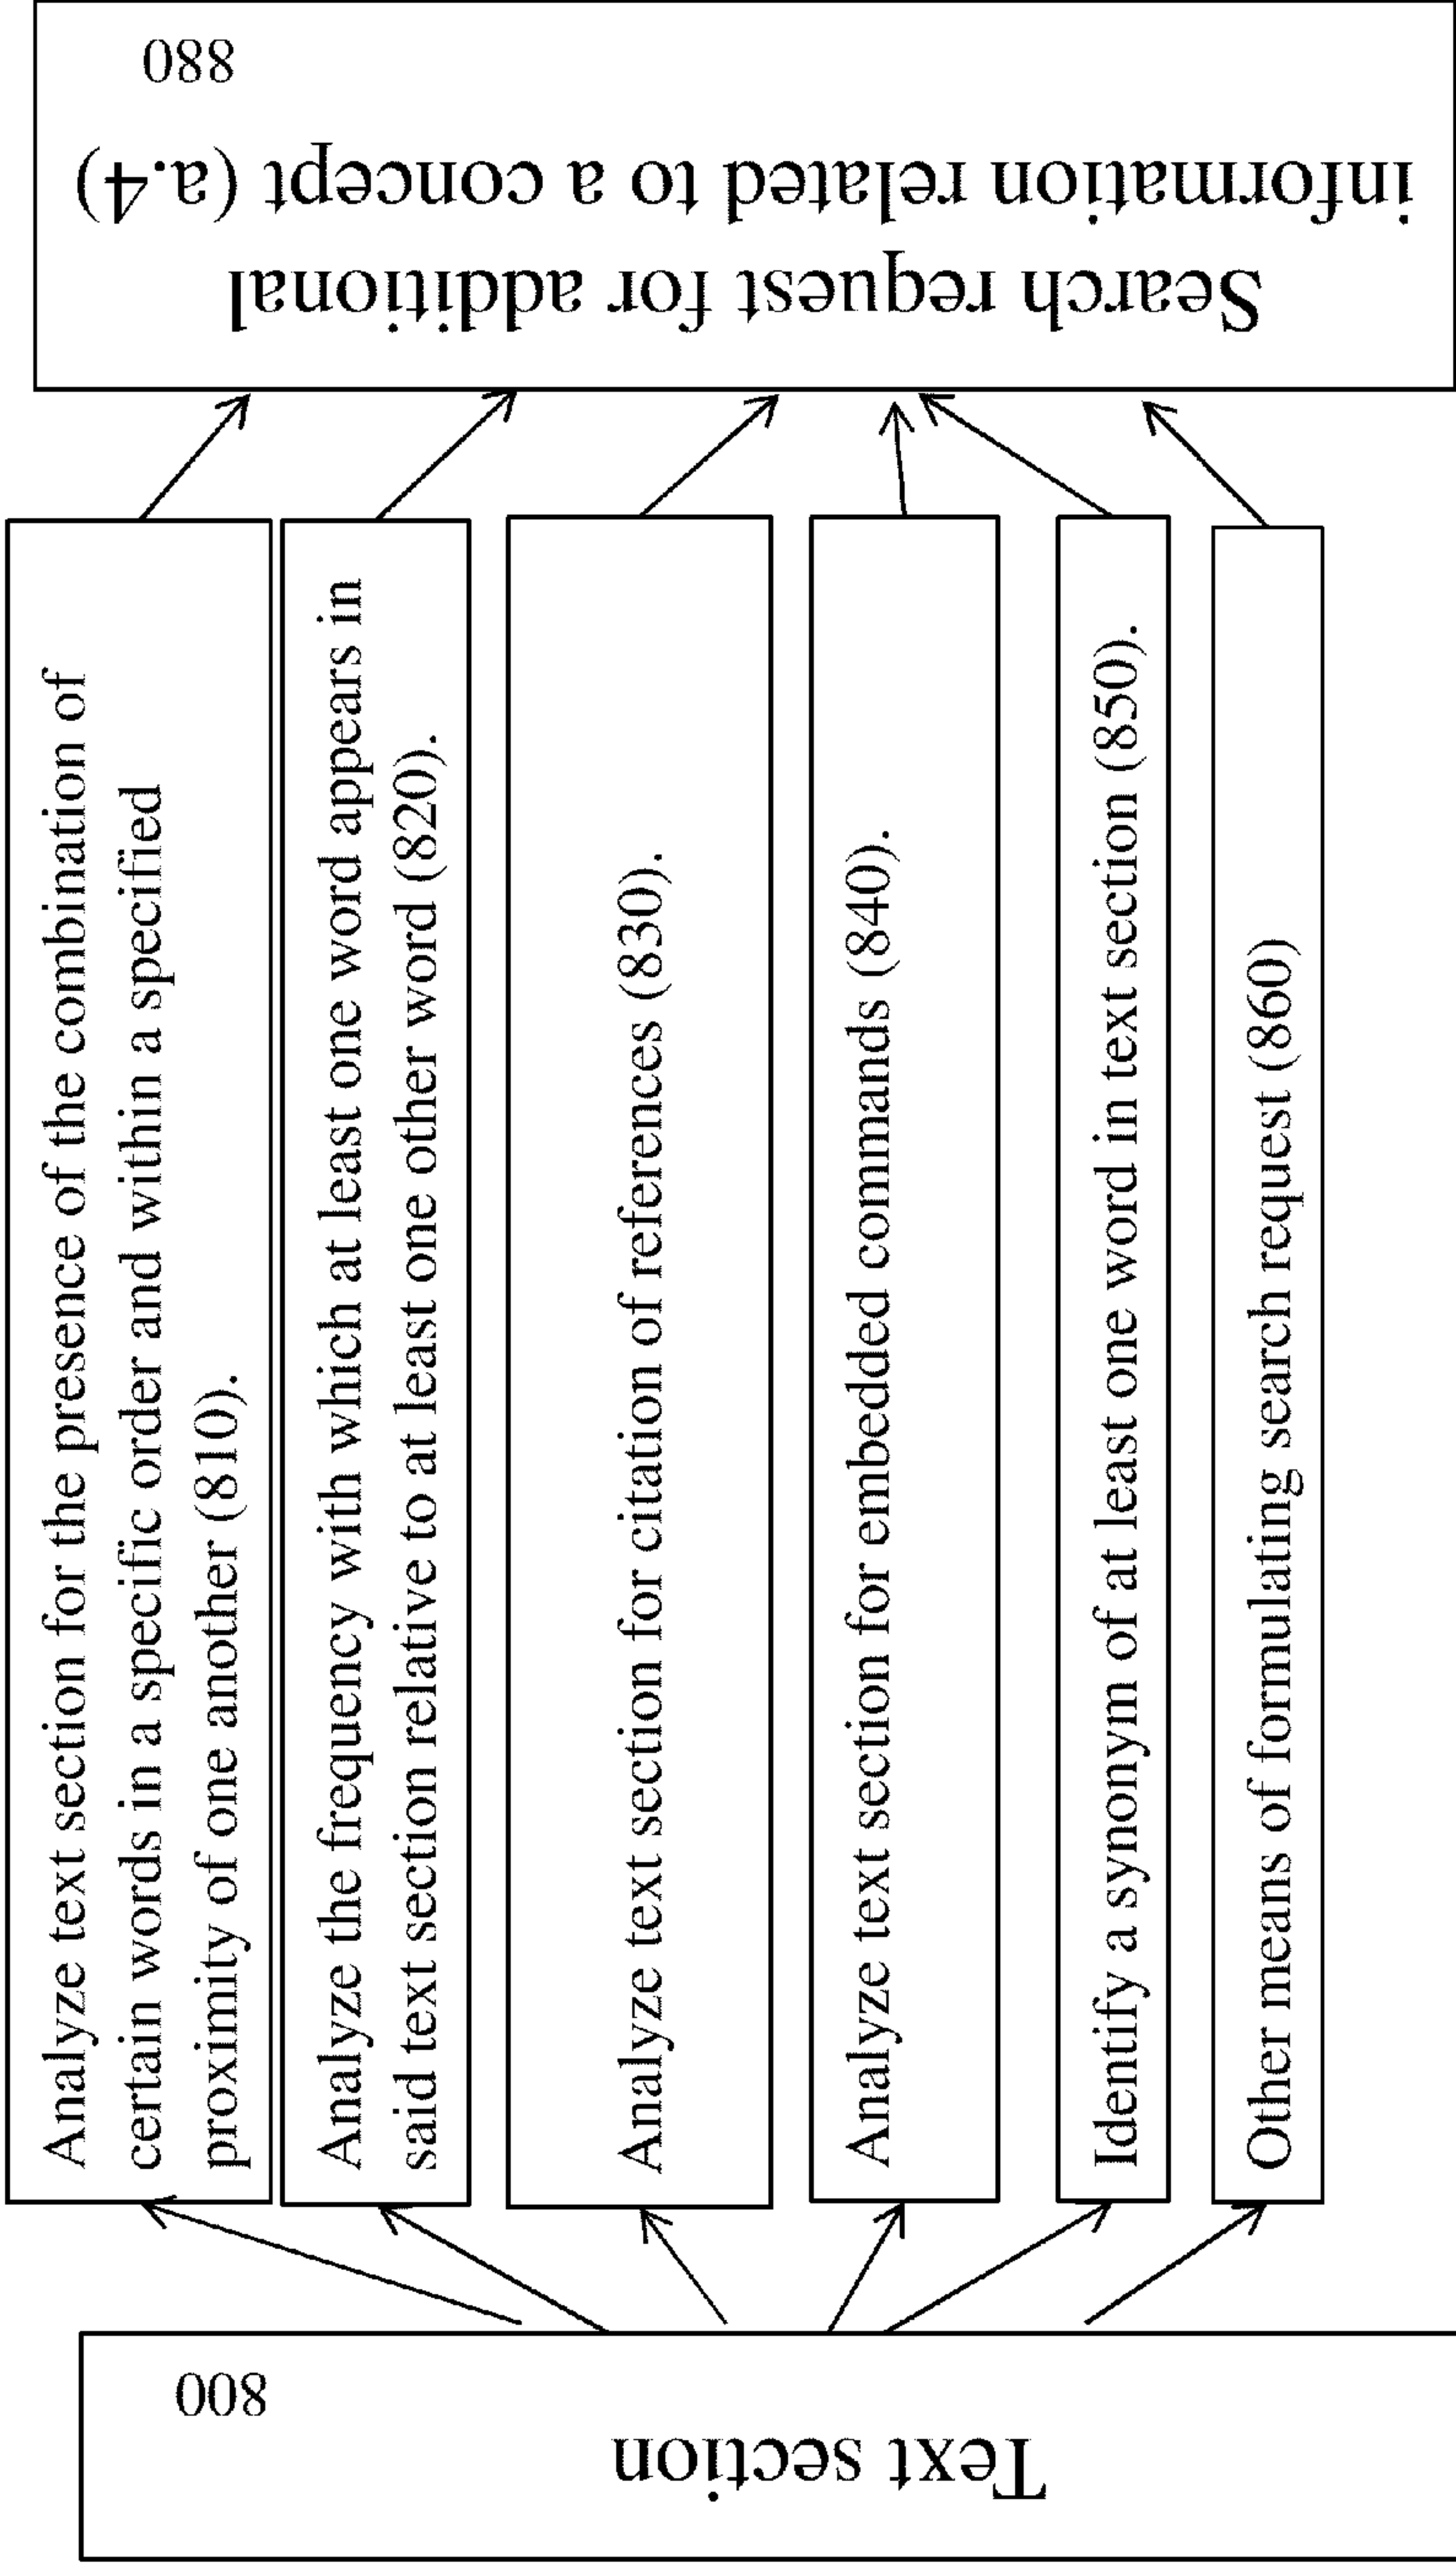 Text section
800
Analyze text section for the presence of the combination of
certain words in a specific order and within a specified
proximity of one another (810).
Analyze the frequency with which at least one word appears in
said text section relative to at least one other word (820).
Analyze text section for citation of references (830).
Analyze text section for embedded commands (840).
Identify a synonym of at least one word in text section (850).
Other means of formulating search request (860)
Search request for additional
information related to a concept (a.4)
880